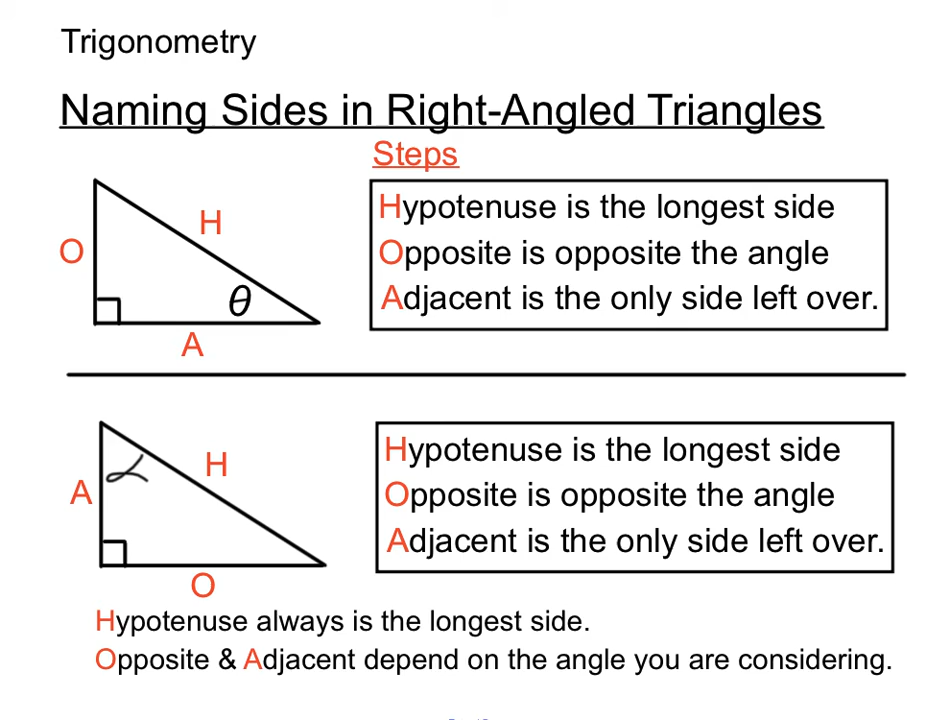 Trigonometry
Naming Sides in Right-Angled Triangles
Steps
O
H
θ
A
Hypotenuse is the longest side
Opposite is opposite the angle
Adjacent is the only side left over.
A
α
H
O
Hypotenuse is the longest side
Opposite is opposite the angle
Adjacent is the only side left over.
Hypotenuse always is the longest side.
Opposite & Adjacent depend on the angle you are considering.